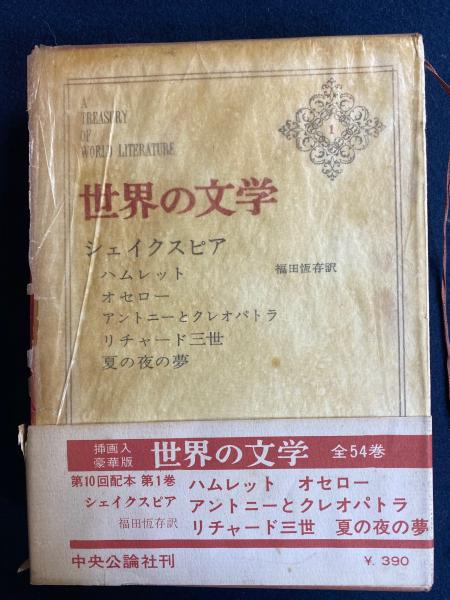 A
TREASURY
OF
WORLD LITERATURE
1
世界の文学
シェイクスピア
ハムレット 福田恆存訳
オセロー
アントニーとクレオパトラ
リチャード三世
夏の夜の夢
挿画入
豪華版 世界の文学 全54巻
第10回配本 第1巻 ハムレット オセロー
シェイクスピア アントニーとクレオパトラ
福田恆存訳 リチャード三世 夏の夜の夢
中央公論社刊 ¥. 390